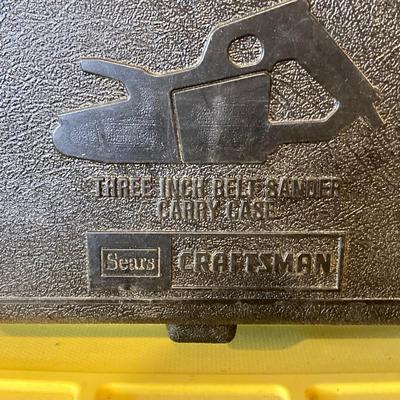 THREE INCH BELT SANDER
CARRY CASE
Sears CRAFTSMAN